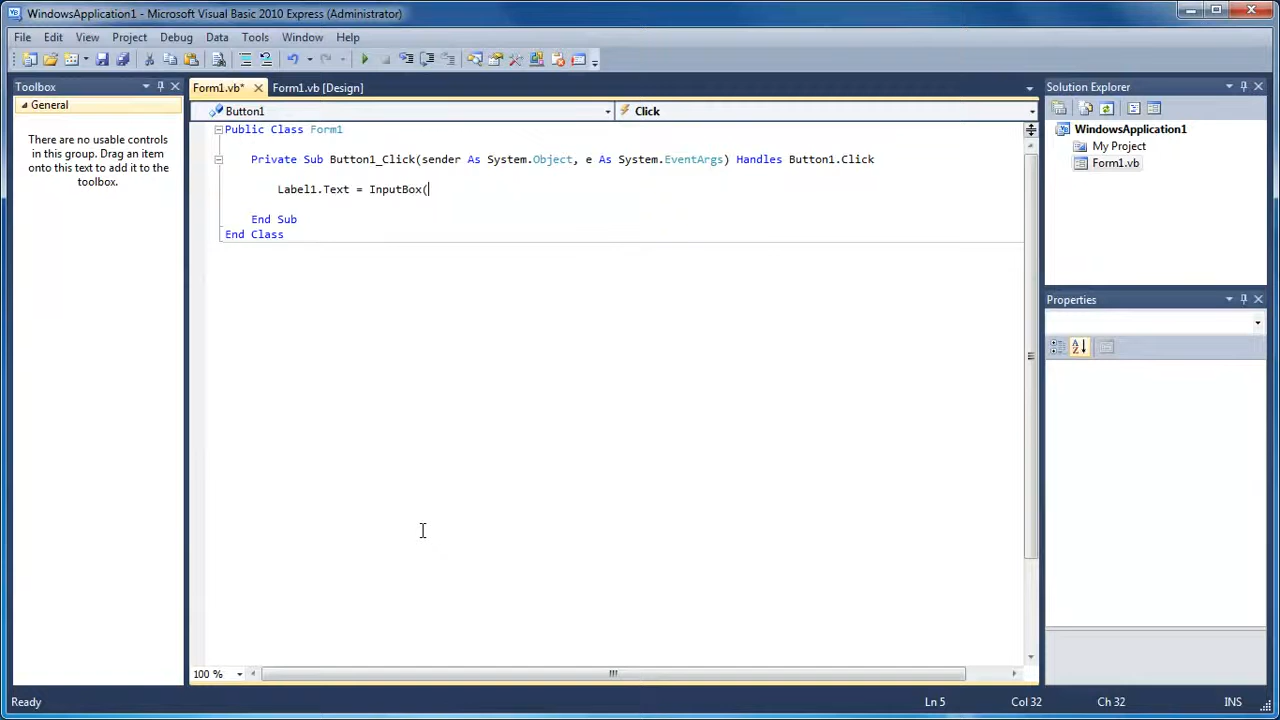 WindowsApplication1 - Microsoft Visual Basic 2010 Express (Administrator)
File Edit View Project Debug Data Tools Window Help
Toolbox
General
There are no usable controls
in this group. Drag an item
onto this text to add it to the
toolbox.
Form1.vb* Form1.vb [Design]
Button1 Click
Public Class Form1
Private Sub Button1_Click(sender As System.Object, e As System.EventArgs) Handles Button1.Click
Label1.Text = InputBox(
End Sub
End Class
100 %
Solution Explorer
WindowsApplication1
My Project
Form1.vb
Properties
Ready Ln 5 Col 32 Ch 32 INS